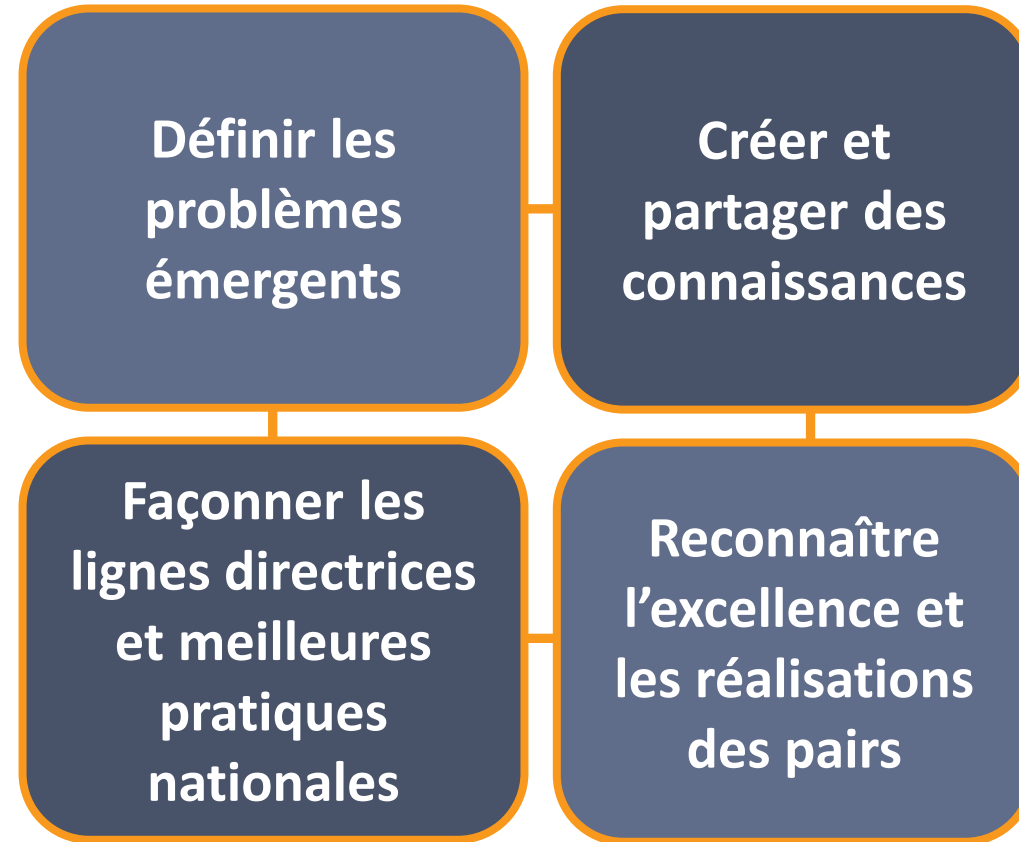 Définir les
problèmes
émergents
Créer et
partager des
connaissances
Façonner les
lignes directrices
et meilleures
pratiques
nationales
Reconnaître
l’excellence et
les réalisations
des pairs